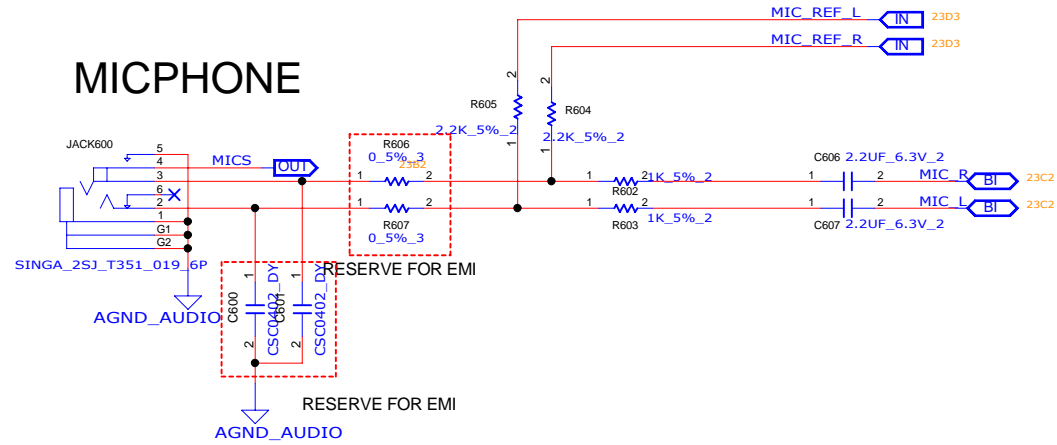 MIC_REF_L IN 23D3
MIC_REF_R IN 23D3
MICPHONE
2 2
R605 R604
2.2K_5%_2 2.2K_5%_2
1 1
JACK600
5
4 MICS OUT
3
6
2
1
G1
G2
SINGA_2SJ_T351_019_6P
AGND_AUDIO
R606
0_5%_3
23B2
1 2
1 2
R607
0_5%_3
RESERVE FOR EMI
1 2 1K_5%_2
R602
1 2
R603 1K_5%_2
C606 2.2UF_6.3V_2
1 2 MIC_R BI 23C2
1 2 MIC_L BI 23C2
C607 2.2UF_6.3V_2
1 1
C600 CSC0402_DY
C601 CSC0402_DY
2 2
RESERVE FOR EMI
AGND_AUDIO